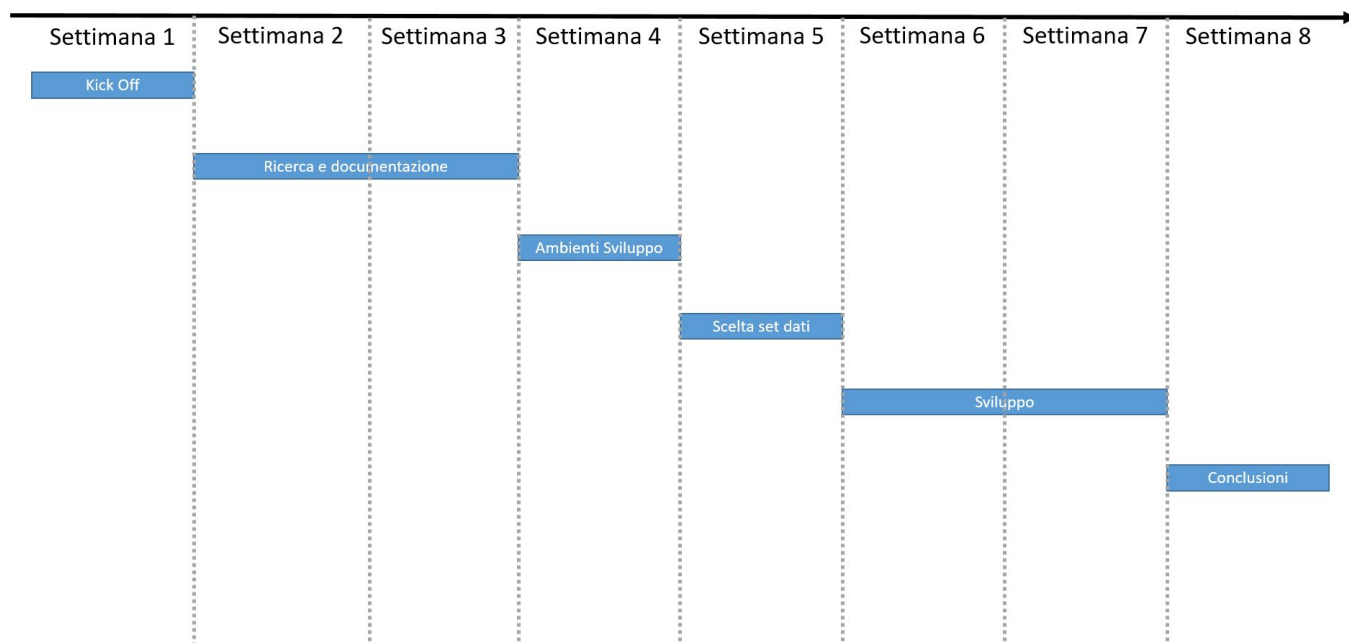 Settimana 1 Settimana 2 Settimana 3 Settimana 4 Settimana 5 Settimana 6 Settimana 7 Settimana 8
Kick Off
Ricerca e documentazione
Ambienti Sviluppo
Scelta set dati
Sviluppo
Conclusioni